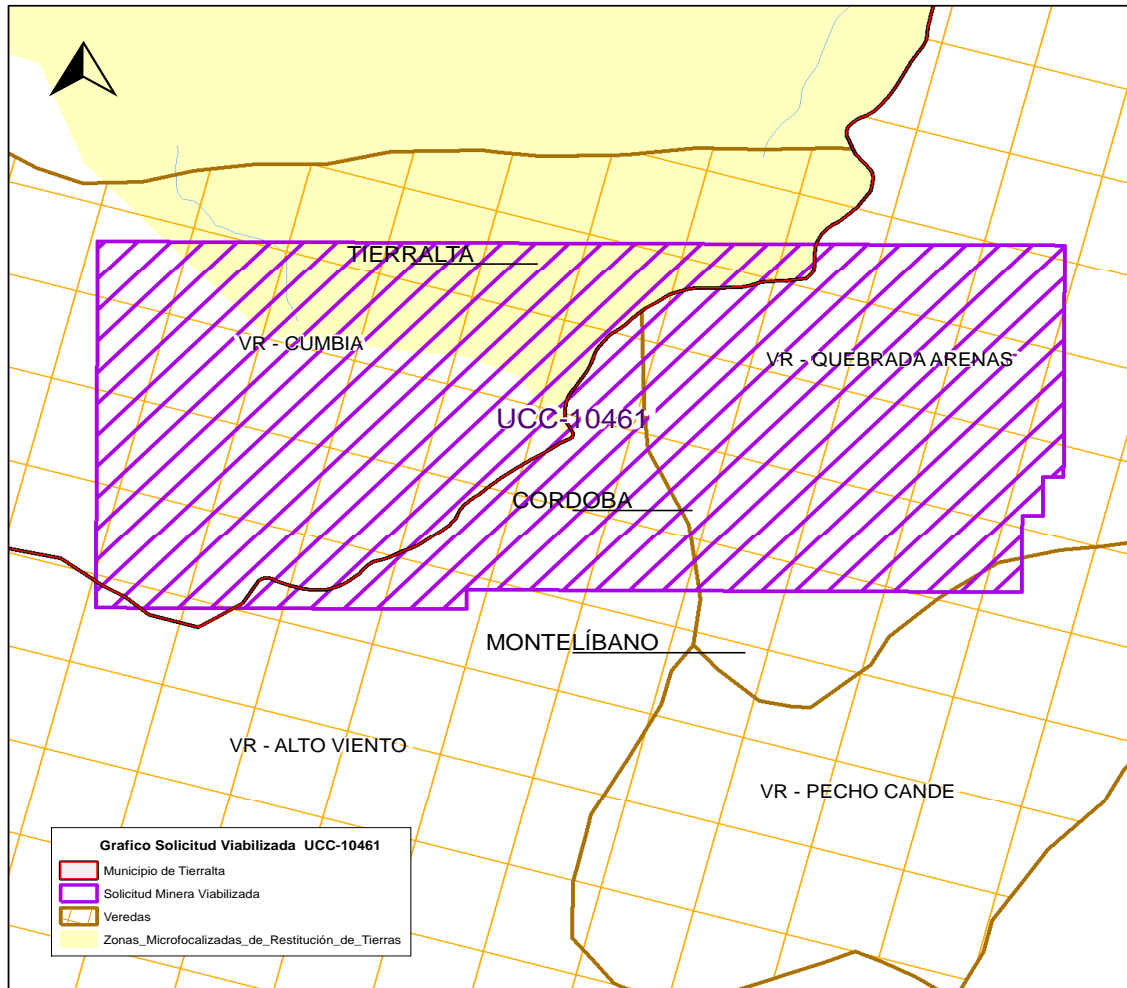 TIERRALTA
VR - CUMBIA
VR - QUEBRADA ARENAS
UCC-10461
CORDOBA
MONTELÍBANO
VR - ALTO VIENTO
VR - PECHO CANDE
Grafico Solicitud Viabilizada UCC-10461
Municipio de Tierralta
Solicitud Minera Viabilizada
Veredas
Zonas_Microfocalizadas_de_Restitución_de_Tierras